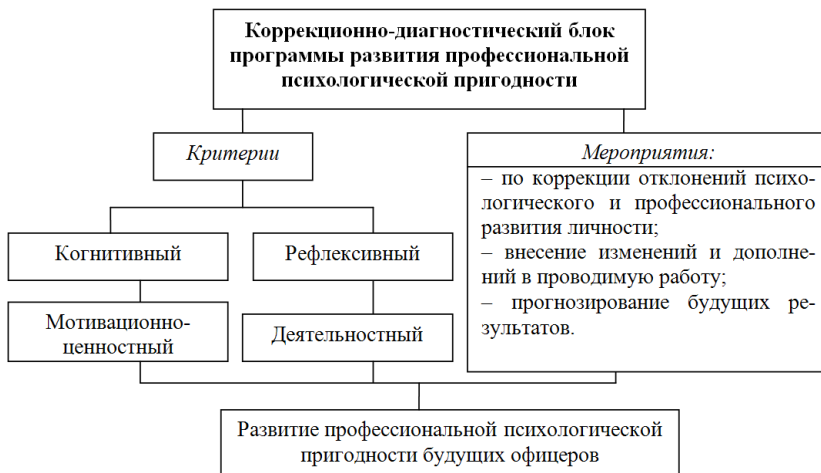 Коррекционно-диагностический блок
программы развития профессиональной
психологической пригодности
Критерии
Когнитивный
Рефлексивный
Мотивационно-
ценностный
Деятельностный
Мероприятия:
– по коррекции отклонений психо-
логического и профессионального
развития личности;
– внесение изменений и дополне-
ний в проводимую работу;
– прогнозирование будущих ре-
зультатов.
Развитие профессиональной психологической
пригодности будущих офицеров